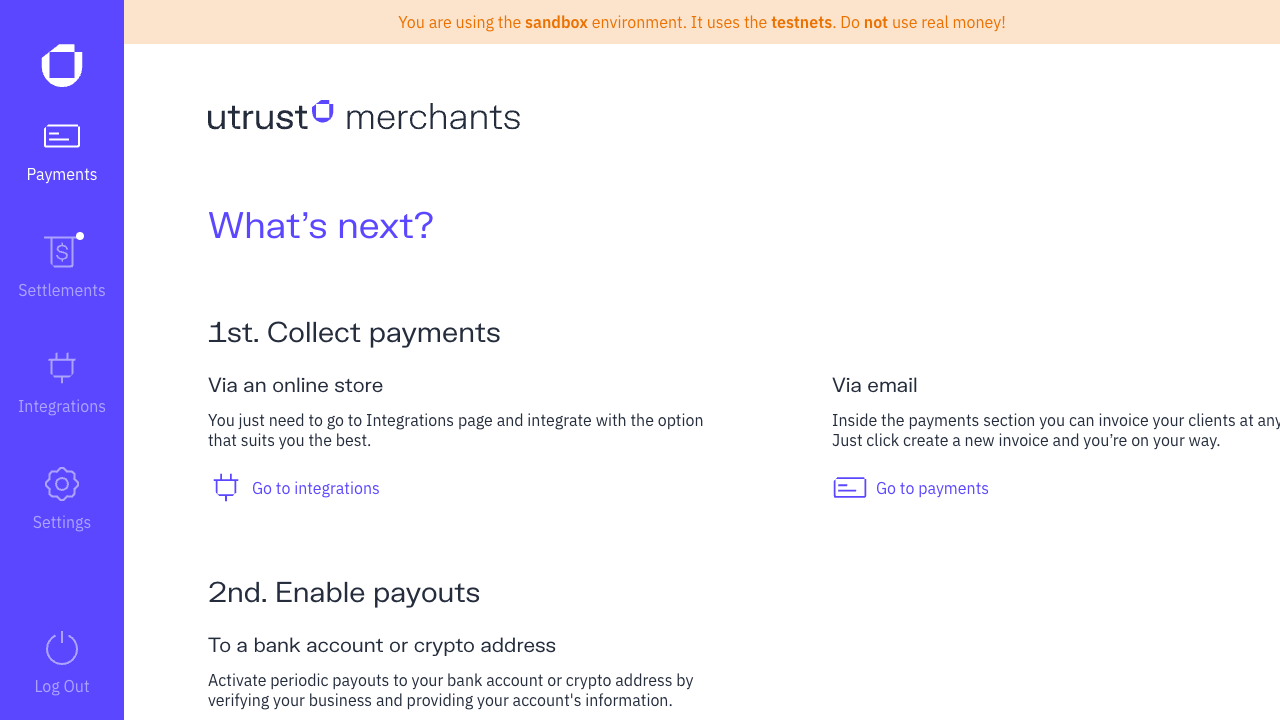 You are using the sandbox environment. It uses the testnets. Do not use real money!
utrust merchants
Payments
Settlements
Integrations
Settings
Log Out
What’s next?
1st. Collect payments
Via an online store
You just need to go to Integrations page and integrate with the option
that suits you the best.
Go to integrations
Via email
Inside the payments section you can invoice your clients at any
Just click create a new invoice and you’re on your way.
Go to payments
2nd. Enable payouts
To a bank account or crypto address
Activate periodic payouts to your bank account or crypto address by
verifying your business and providing your account's information.